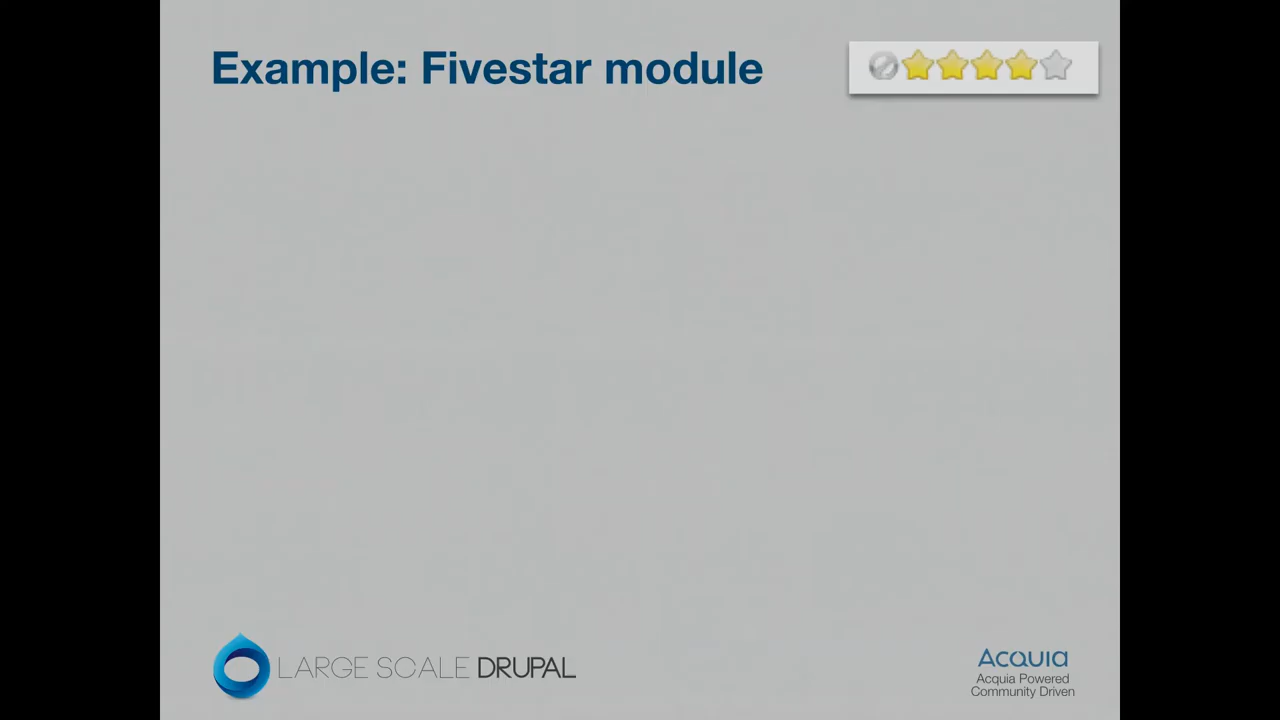 Example: Fivestar module
LARGE SCALE DRUPAL
Acquia
Acquia Powered
Community Driven